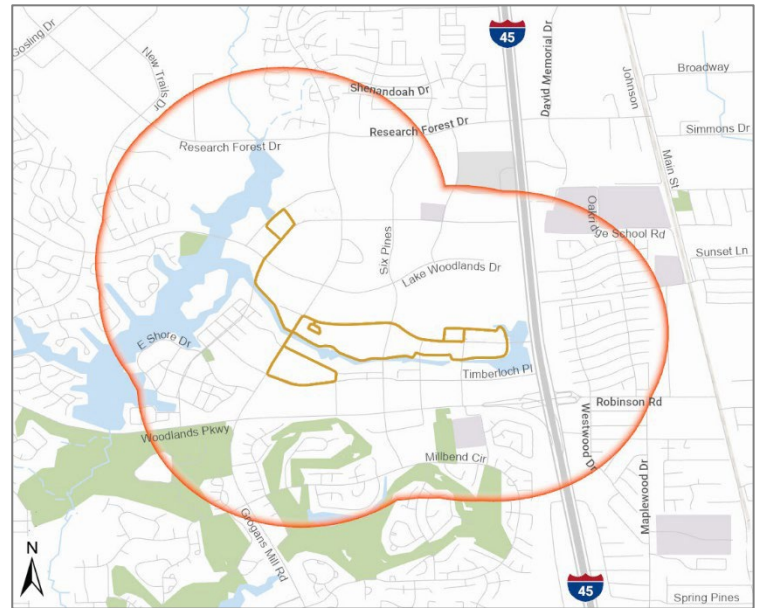 Gosling Dr
New Trails Dr
45
David Memorial Dr
Johnson
Broadway
Shenandoah Dr
Research Forest Dr
Simmons Dr
Research Forest Dr
Main St
Oakridge School Rd
Six Pines
Sunset Ln
Lake Woodlands Dr
E Shore Dr
Timberloch Pl
Robinson Rd
Woodlands Pkwy
Westwood Dr
Millbend Cir
Maplewood Dr
Grogans Mill Rd
N
45
Spring Pines